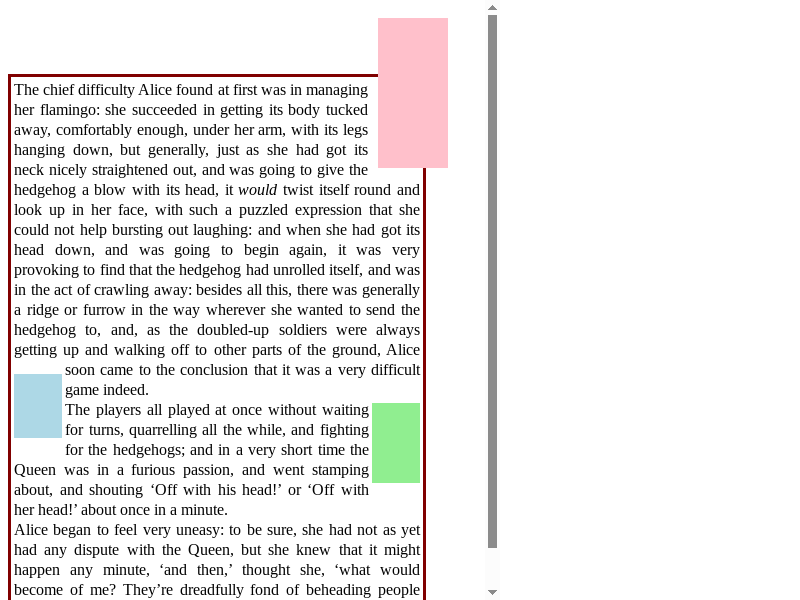 The chief difficulty Alice found at first was in managing
her flamingo: she succeeded in getting its body tucked
away, comfortably enough, under her arm, with its legs
hanging down, but generally, just as she had got its
neck nicely straightened out, and was going to give the
hedgehog a blow with its head, it would twist itself round and
look up in her face, with such a puzzled expression that she
could not help bursting out laughing: and when she had got its
head down, and was going to begin again, it was very
provoking to find that the hedgehog had unrolled itself, and was
in the act of crawling away: besides all this, there was generally
a ridge or furrow in the way wherever she wanted to send the
hedgehog to, and, as the doubled-up soldiers were always
getting up and walking off to other parts of the ground, Alice
soon came to the conclusion that it was a very difficult
game indeed.
The players all played at once without waiting
for turns, quarrelling all the while, and fighting
for the hedgehogs; and in a very short time the
Queen was in a furious passion, and went stamping
about, and shouting ‘Off with his head!’ or ‘Off with
her head!’ about once in a minute.
Alice began to feel very uneasy: to be sure, she had not as yet
had any dispute with the Queen, but she knew that it might
happen any minute, ‘and then,’ thought she, ‘what would
become of me? They’re dreadfully fond of beheading people